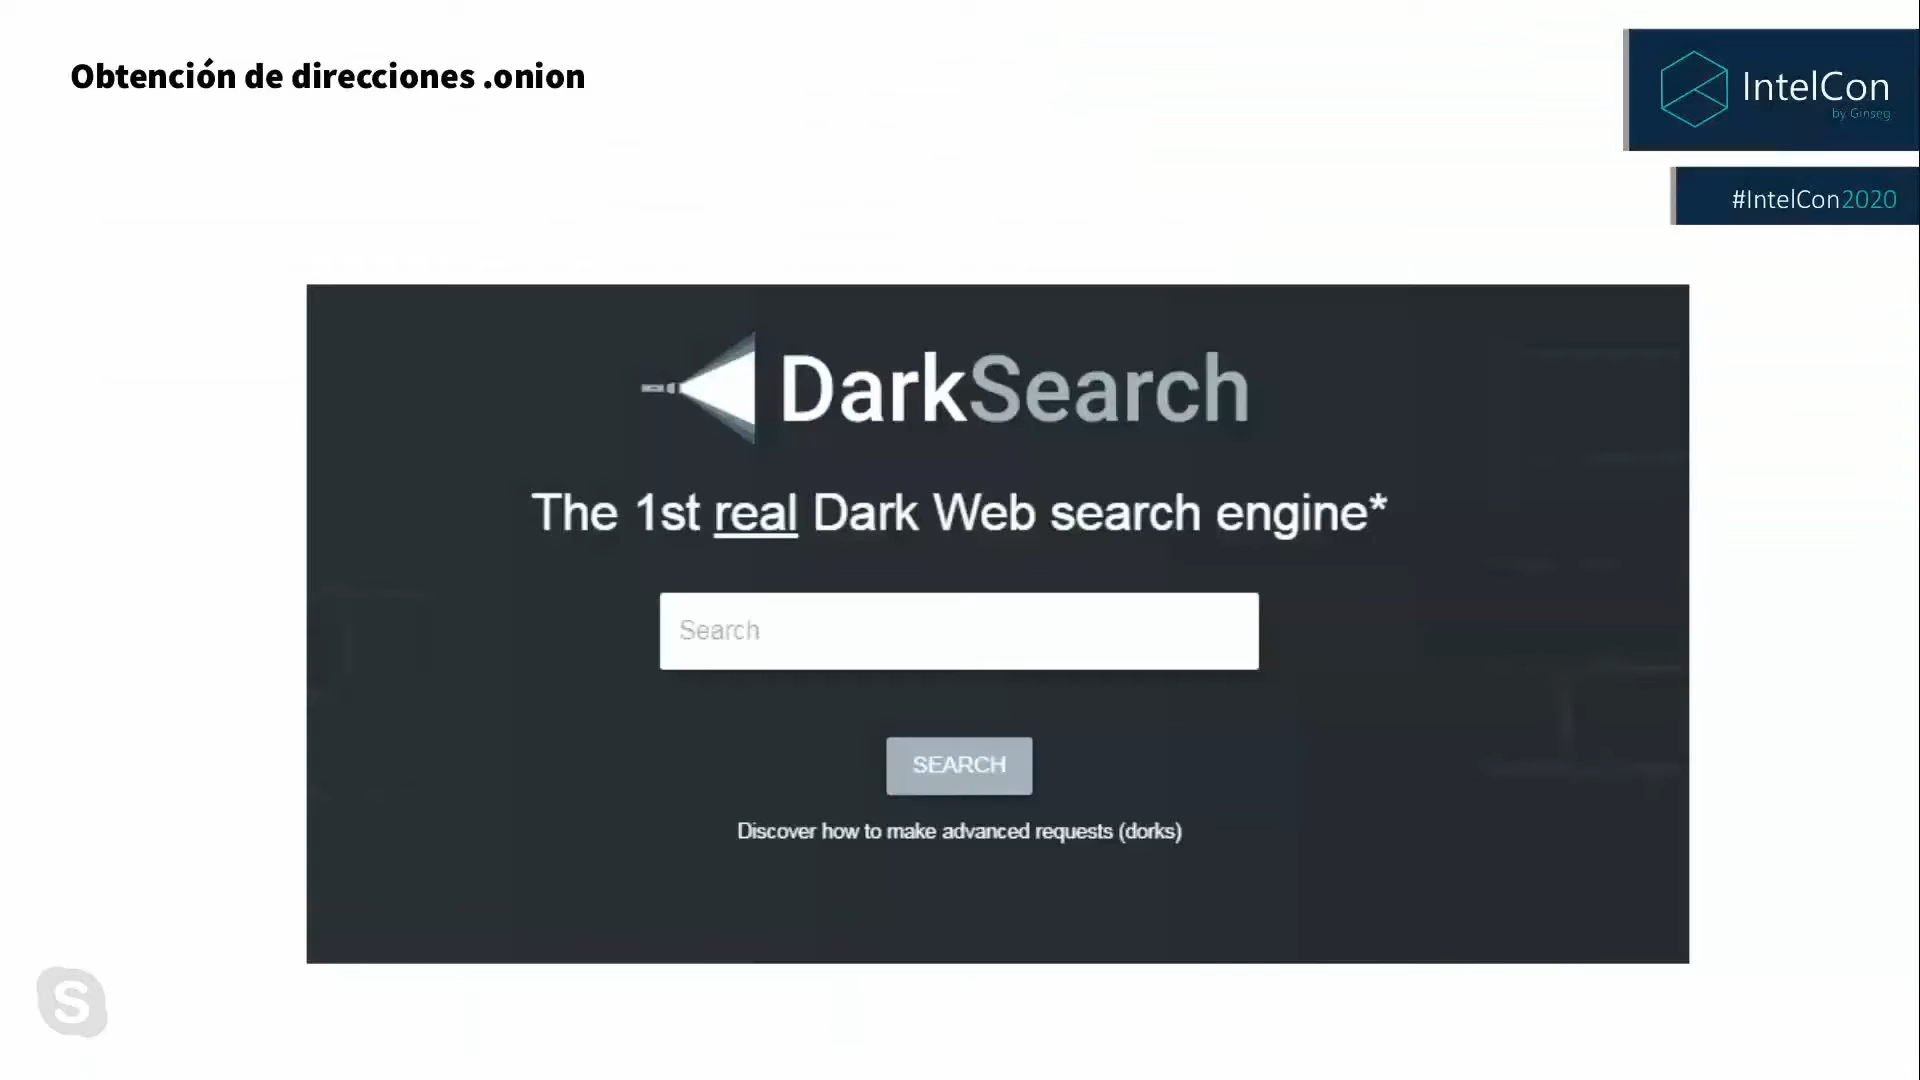 Obtención de direcciones .onion
IntelCon
by Ginseg
#IntelCon2020
DarkSearch
The 1st real Dark Web search engine*
Search
SEARCH
Discover how to make advanced requests (dorks)
S